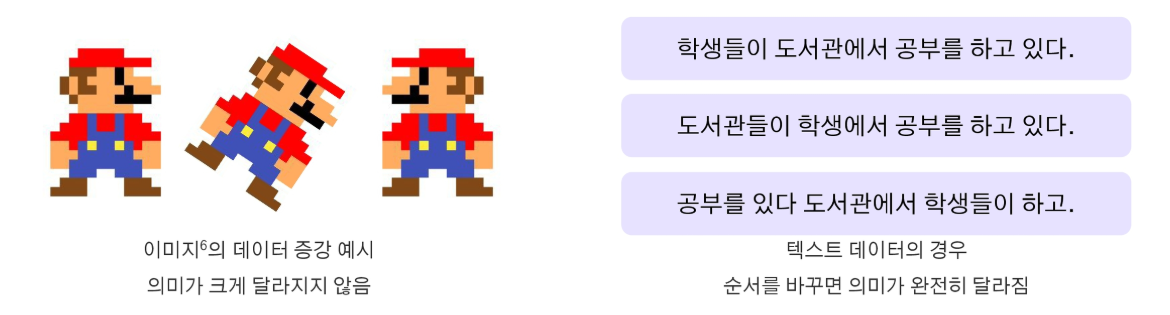 이미지⁶의 데이터 증강 예시
의미가 크게 달라지지 않음
학생들이 도서관에서 공부를 하고 있다.
도서관들이 학생에서 공부를 하고 있다.
공부를 있다 도서관에서 학생들이 하고.
텍스트 데이터의 경우
순서를 바꾸면 의미가 완전히 달라짐